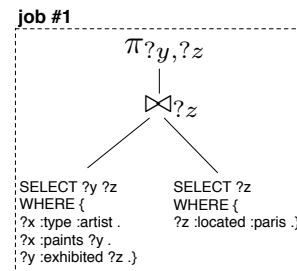 job #1
π?y,?z
⋈?z
SELECT ?y ?z
WHERE {
?x :type :artist .
?x :paints ?y .
?y :exhibited ?z .}
SELECT ?z
WHERE {
?z :located :paris .}